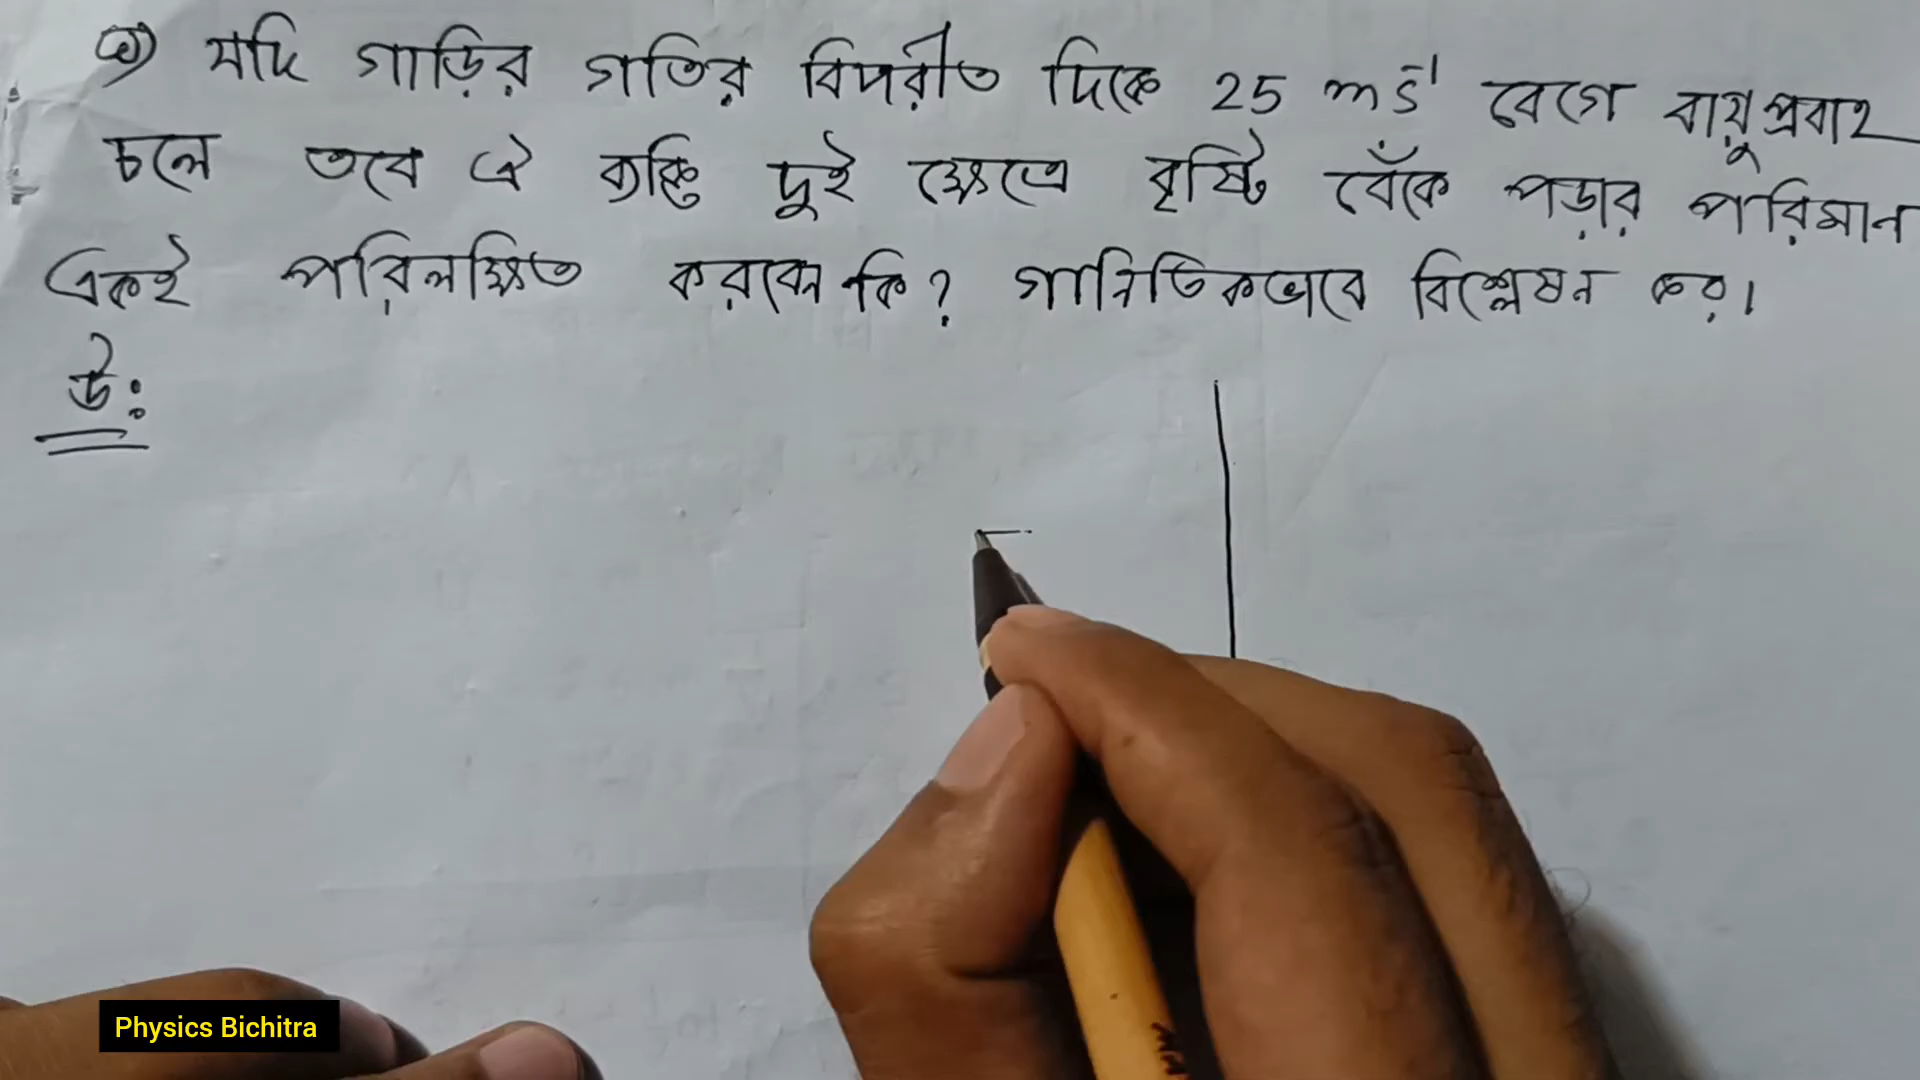 ঘ) যদি গাড়ির গতির বিপরীত দিকে 25 ms⁻¹ বেগে বায়ুপ্রবাহ
চলে তবে ঐ ব্যক্তি দুই ক্ষেত্রে বৃষ্টি বেঁকে পড়ার পরিমান
একই পরিলক্ষিত করবেন কি? গানিতিকভাবে বিশ্লেষন কর।
উ:
Physics Bichitra